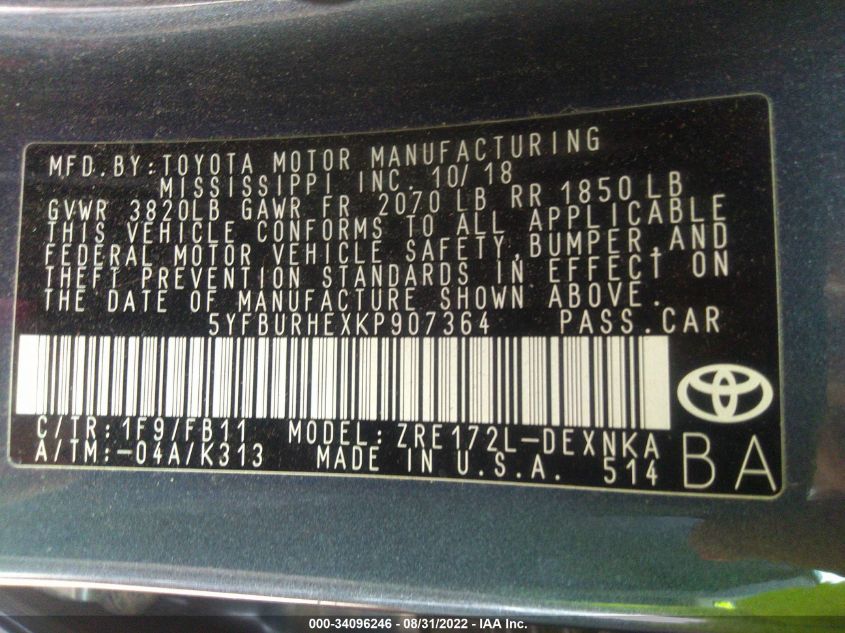 MFD.BY:TOYOTA MOTOR MANUFACTURING
MISSISSIPPI INC. 10/18
GVWR 3820LB GAWR FR 2070 LB RR 1850 LB
THIS VEHICLE CONFORMS TO ALL APPLICABLE
FEDERAL MOTOR VEHICLE SAFETY,BUMPER,AND
THEFT PREVENTION STANDARDS IN EFFECT ON
THE DATE OF MANUFACTURE SHOWN ABOVE.
5YFBURHEXKP907364 PASS.CAR
C/TR:1F9/FB11 MODEL:ZRE172L-DEXNKA
A/TM:-04A/K313 MADE IN U.S.A. 514
BA
000-34096246 - 08/31/2022 - IAA Inc.